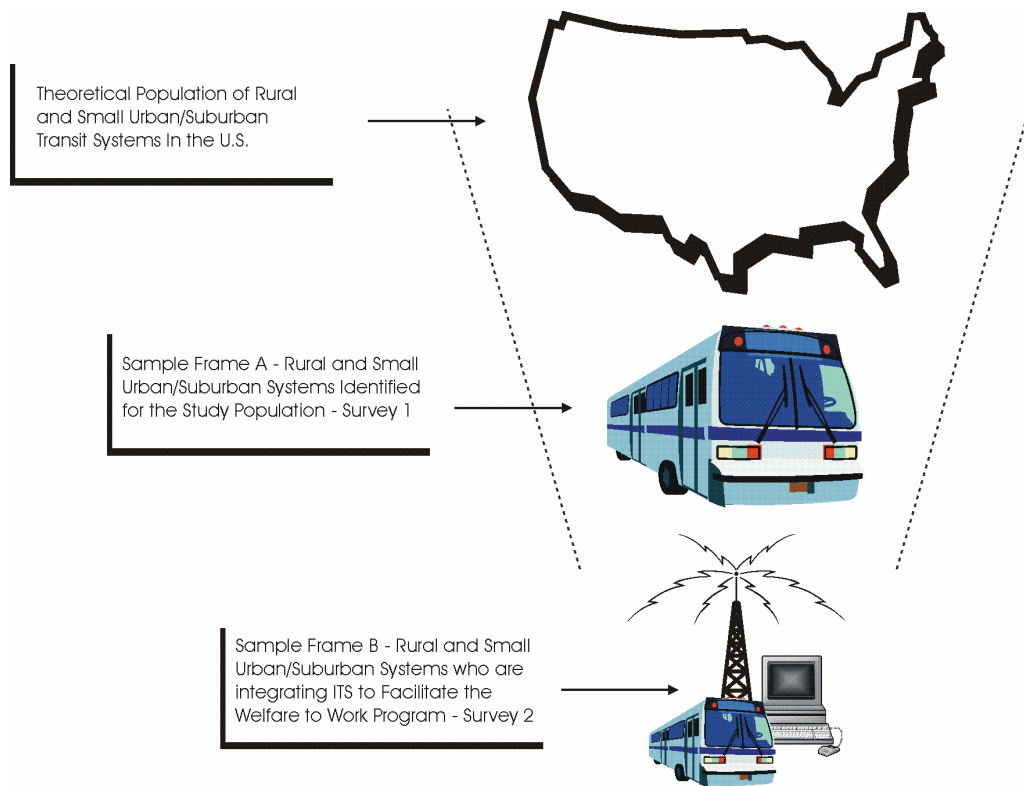 Theoretical Population of Rural
and Small Urban/Suburban
Transit Systems In the U.S.
Sample Frame A - Rural and Small
Urban/Suburban Systems Identified
for the Study Population - Survey 1
Sample Frame B - Rural and Small
Urban/Suburban Systems who are
integrating ITS to Facilitate the
Welfare to Work Program - Survey 2